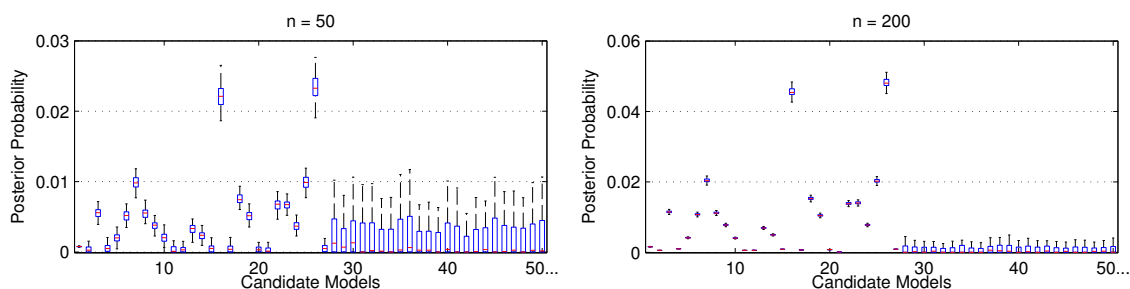 n = 50
0.03
0.02
0.01
0
Posterior Probability
10 20 30 40 50...
Candidate Models
n = 200
0.06
0.04
0.02
0
Posterior Probability
10 20 30 40 50...
Candidate Models